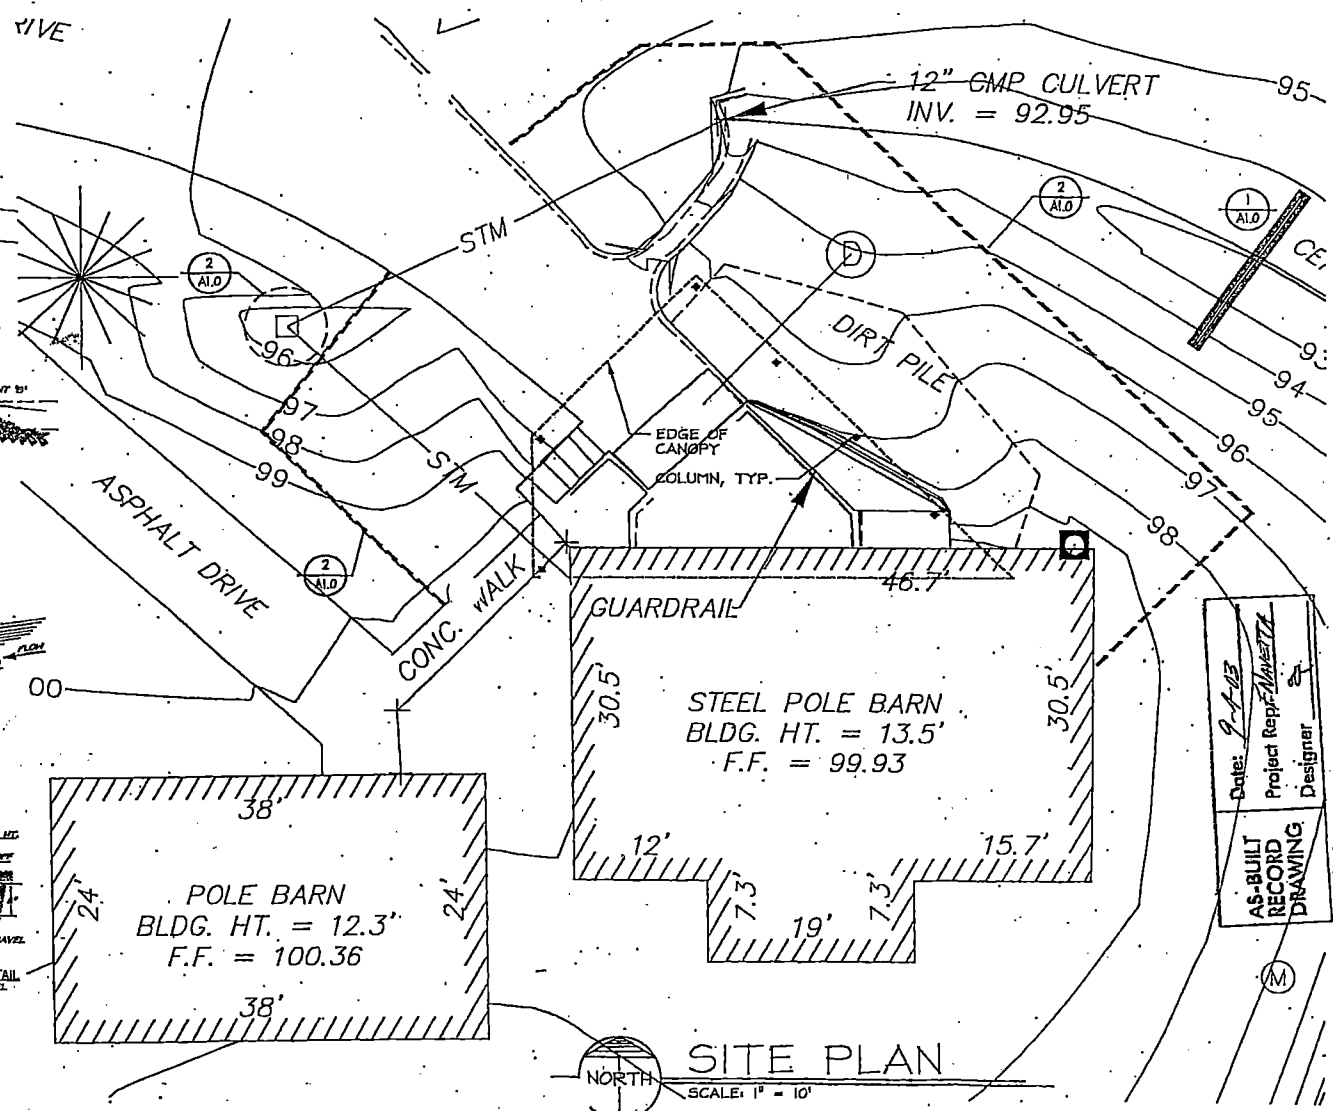 RIVE
12" CMP CULVERT
INV. = 92.95
95
2
A1.0
1
A1.0
STM
2
A1.0
D
DIRT PILE
96
97
98
99
93
94
95
96
97
98
EDGE OF
CANOPY
COLUMN, TYP.
STM
ASPHALT DRIVE
2
A1.0
CONC. WALK
GUARDRAIL
46.7'
FLOW
00
30.5'
30.5'
STEEL POLE BARN
BLDG. HT. = 13.5'
F.F. = 99.93
12'
15.7'
7.3'
7.3'
19'
38'
24'
24'
POLE BARN
BLDG. HT. = 12.3'
F.F. = 100.36
38'
AS-BUILT
RECORD
DRAWING
Date: 9-4-03
Project Rep: F. NAVETTA
Designer
M
NORTH
SITE PLAN
SCALE: 1" = 10'